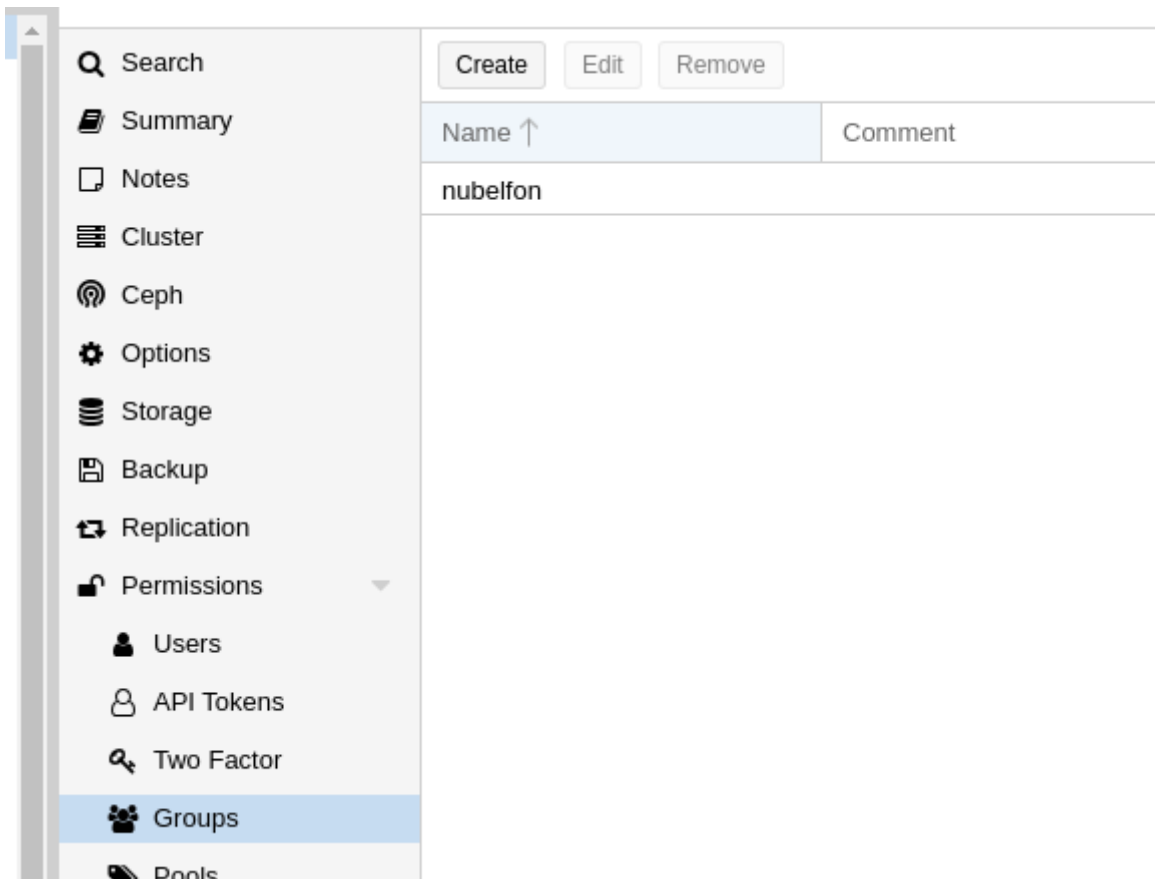 Search
Summary
Notes
Cluster
Ceph
Options
Storage
Backup
Replication
Permissions
Users
API Tokens
Two Factor
Groups
Pools
Create Edit Remove
Name Comment
nubelfon